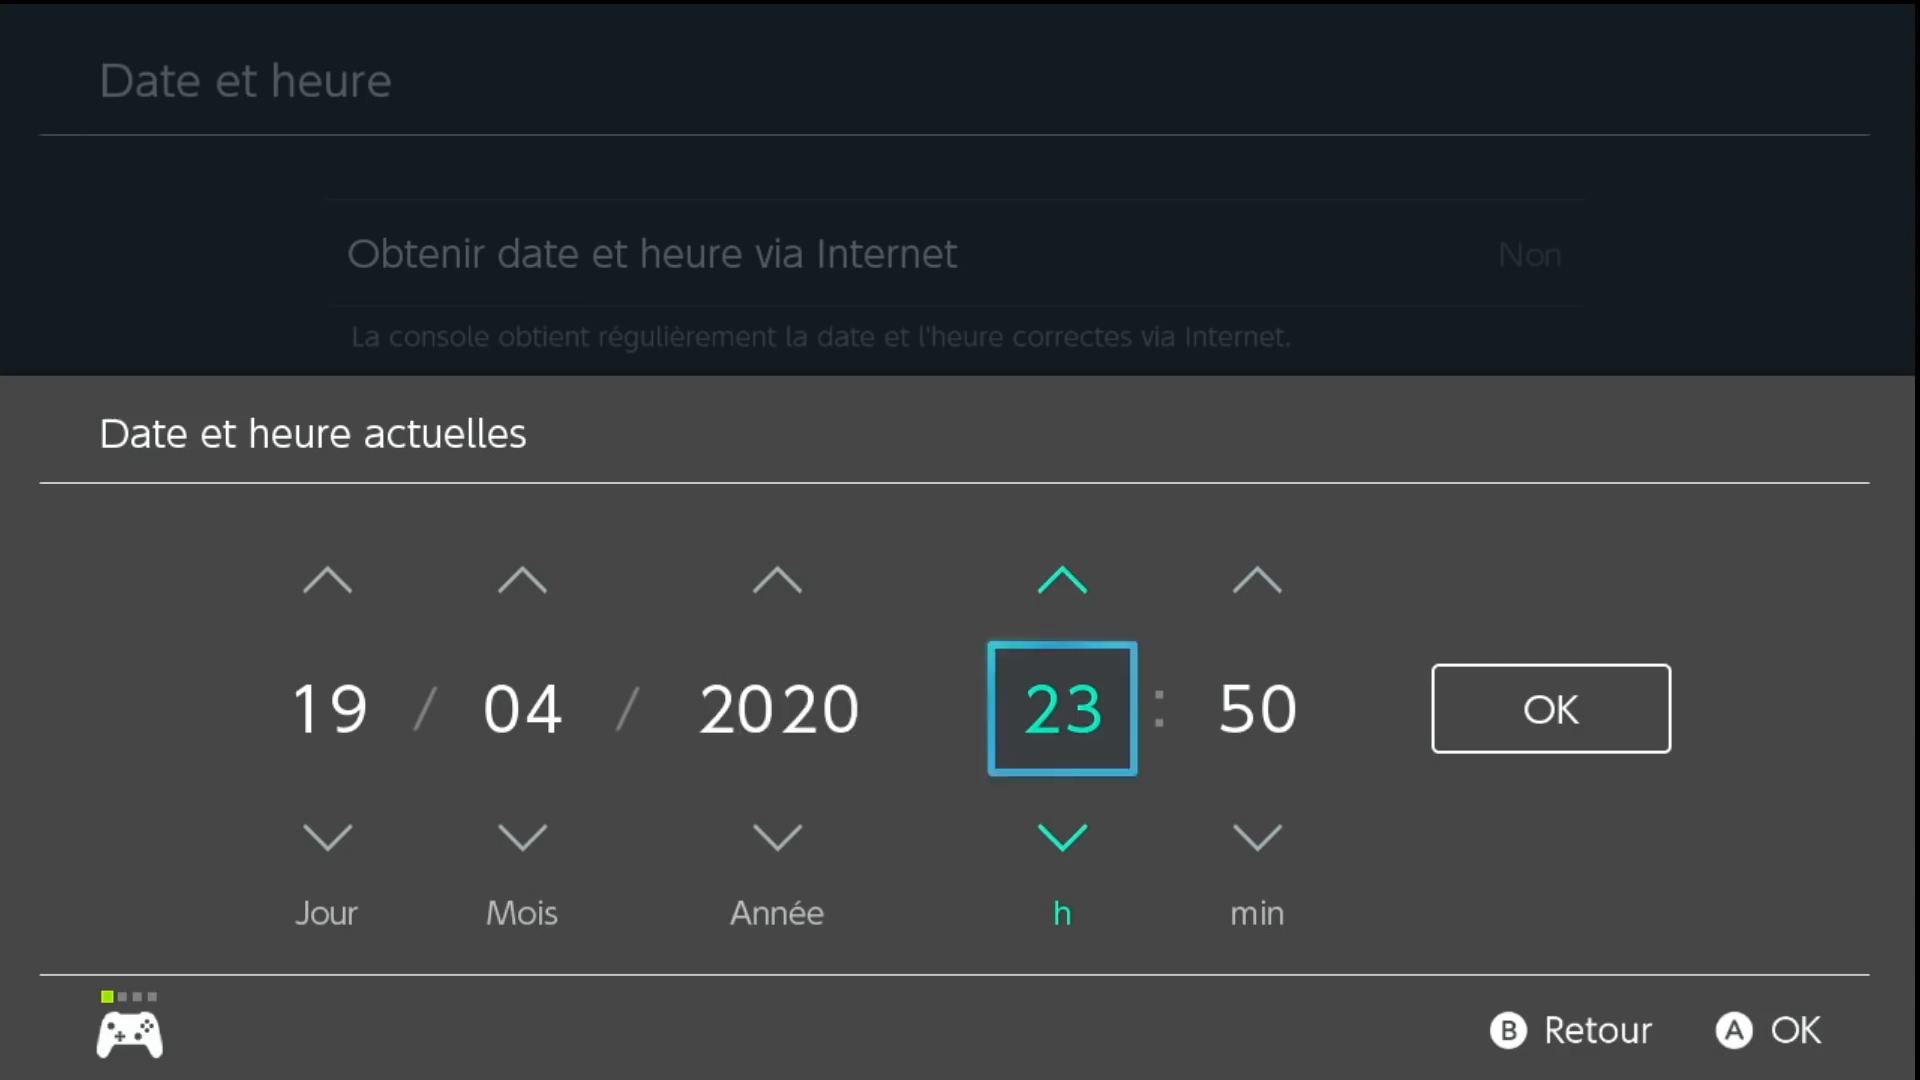 Date et heure
Obtenir date et heure via Internet Non
La console obtient régulièrement la date et l'heure correctes via Internet.
Date et heure actuelles
19 / 04 / 2020 23 : 50 OK
Jour Mois Année h min
B Retour A OK